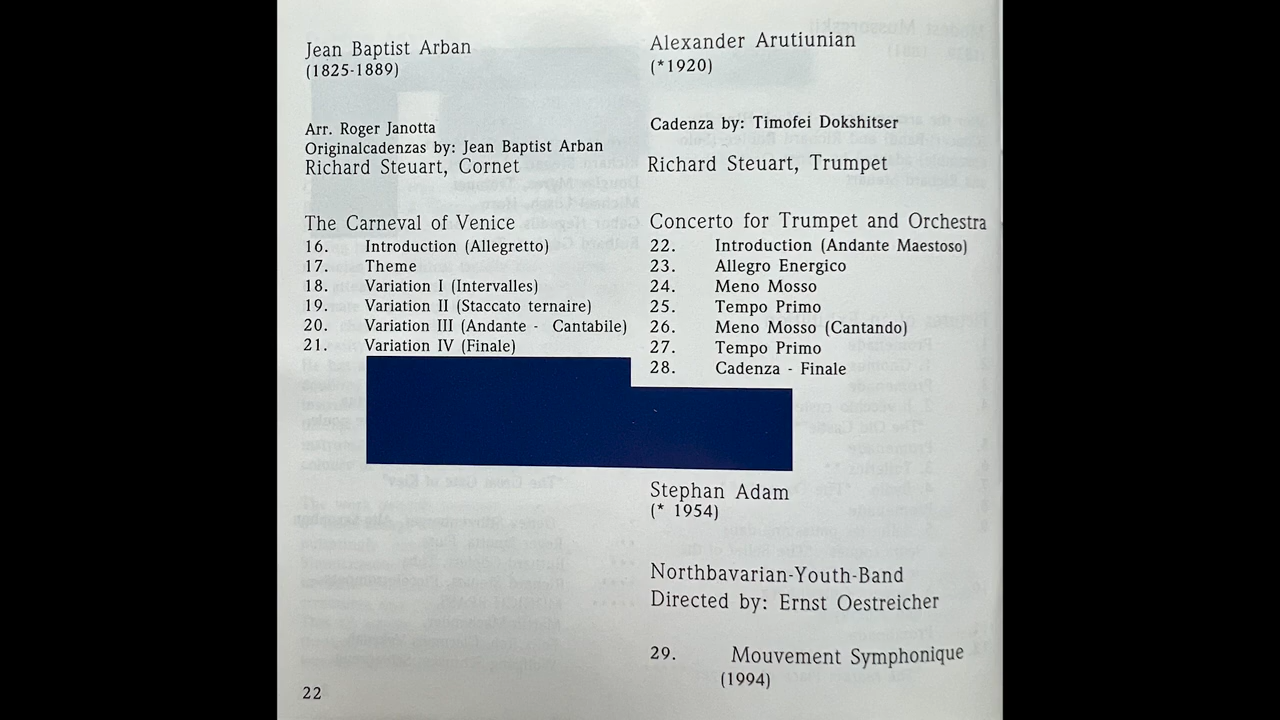 Jean Baptist Arban
(1825-1889)
Arr. Roger Janotta
Originalcadenzas by: Jean Baptist Arban
Richard Steuart, Cornet
The Carneval of Venice
16. Introduction (Allegretto)
17. Theme
18. Variation I (Intervalles)
19. Variation II (Staccato ternaire)
20. Variation III (Andante - Cantabile)
21. Variation IV (Finale)
22
Alexander Arutiunian
(*1920)
Cadenza by: Timofei Dokshitser
Richard Steuart, Trumpet
Concerto for Trumpet and Orchestra
22. Introduction (Andante Maestoso)
23. Allegro Energico
24. Meno Mosso
25. Tempo Primo
26. Meno Mosso (Cantando)
27. Tempo Primo
28. Cadenza - Finale
Stephan Adam
(* 1954)
Northbavarian-Youth-Band
Directed by: Ernst Oestreicher
29. Mouvement Symphonique
(1994)